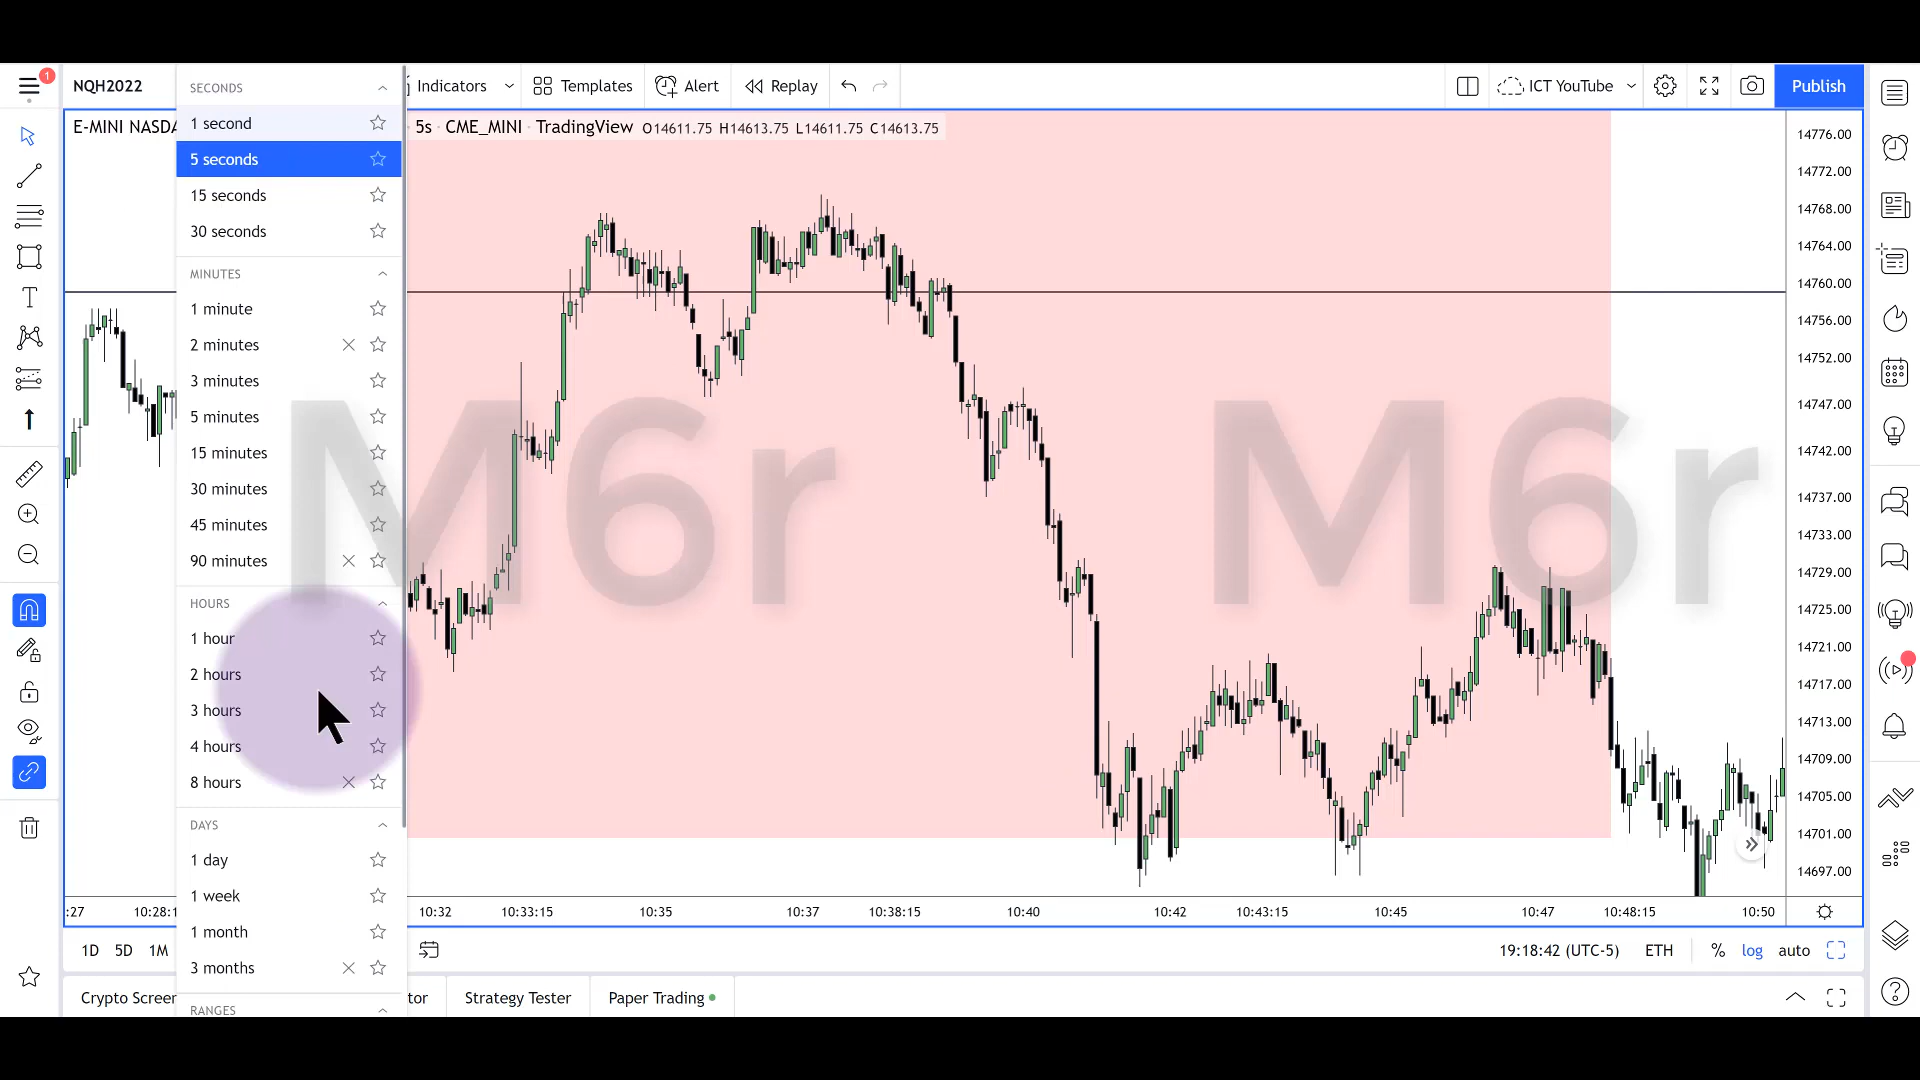 1
NQH2022
Indicators
Templates
Alert
Replay
ICT YouTube
Publish
E-MINI NASDA
5s · CME_MINI · TradingView O14611.75 H14613.75 L14611.75 C14613.75
SECONDS
1 second
5 seconds
15 seconds
30 seconds
MINUTES
1 minute
2 minutes
3 minutes
5 minutes
15 minutes
30 minutes
45 minutes
90 minutes
HOURS
1 hour
2 hours
3 hours
4 hours
8 hours
DAYS
1 day
1 week
1 month
3 months
RANGES
M6r
M6r
14776.00
14772.00
14768.00
14764.00
14760.00
14756.00
14752.00
14747.00
14742.00
14737.00
14733.00
14729.00
14725.00
14721.00
14717.00
14713.00
14709.00
14705.00
14701.00
14697.00
:27 10:28:1 10:32 10:33:15 10:35 10:37 10:38:15 10:40 10:42 10:43:15 10:45 10:47 10:48:15 10:50
1D 5D 1M
19:18:42 (UTC-5) ETH % log auto
Crypto Screen
tor
Strategy Tester
Paper Trading